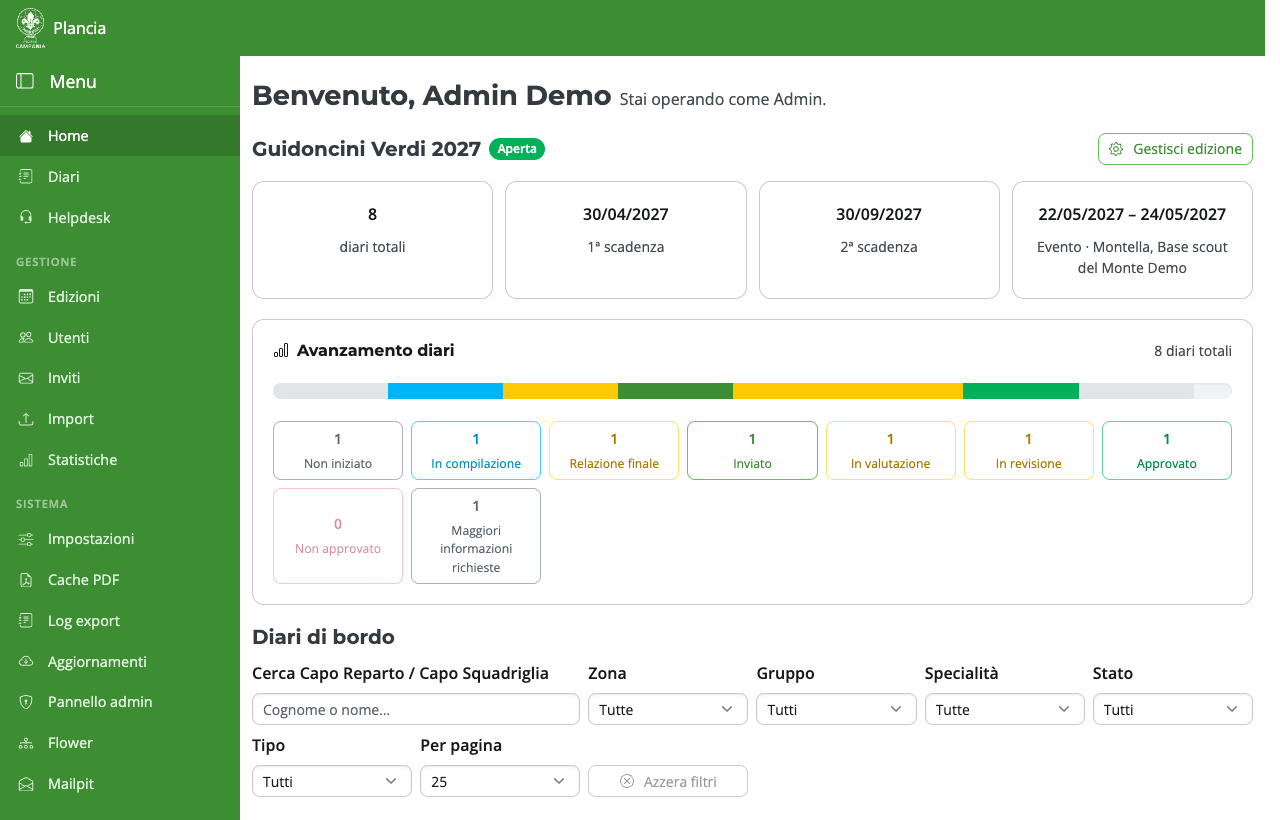 CAMPANIA
Plancia
Menu
Home
Diari
Helpdesk
GESTIONE
Edizioni
Utenti
Inviti
Import
Statistiche
SISTEMA
Impostazioni
Cache PDF
Log export
Aggiornamenti
Pannello admin
Flower
Mailpit
Benvenuto, Admin Demo Stai operando come Admin.
Guidoncini Verdi 2027 Aperta
Gestisci edizione
8
diari totali
30/04/2027
1ª scadenza
30/09/2027
2ª scadenza
22/05/2027 – 24/05/2027
Evento · Montella, Base scout
del Monte Demo
Avanzamento diari
8 diari totali
1
Non iniziato
1
In compilazione
1
Relazione finale
1
Inviato
1
In valutazione
1
In revisione
1
Approvato
0
Non approvato
1
Maggiori
informazioni
richieste
Diari di bordo
Cerca Capo Reparto / Capo Squadriglia
Cognome o nome...
Zona
Tutte
Gruppo
Tutti
Specialità
Tutte
Stato
Tutti
Tipo
Tutti
Per pagina
25
Azzera filtri